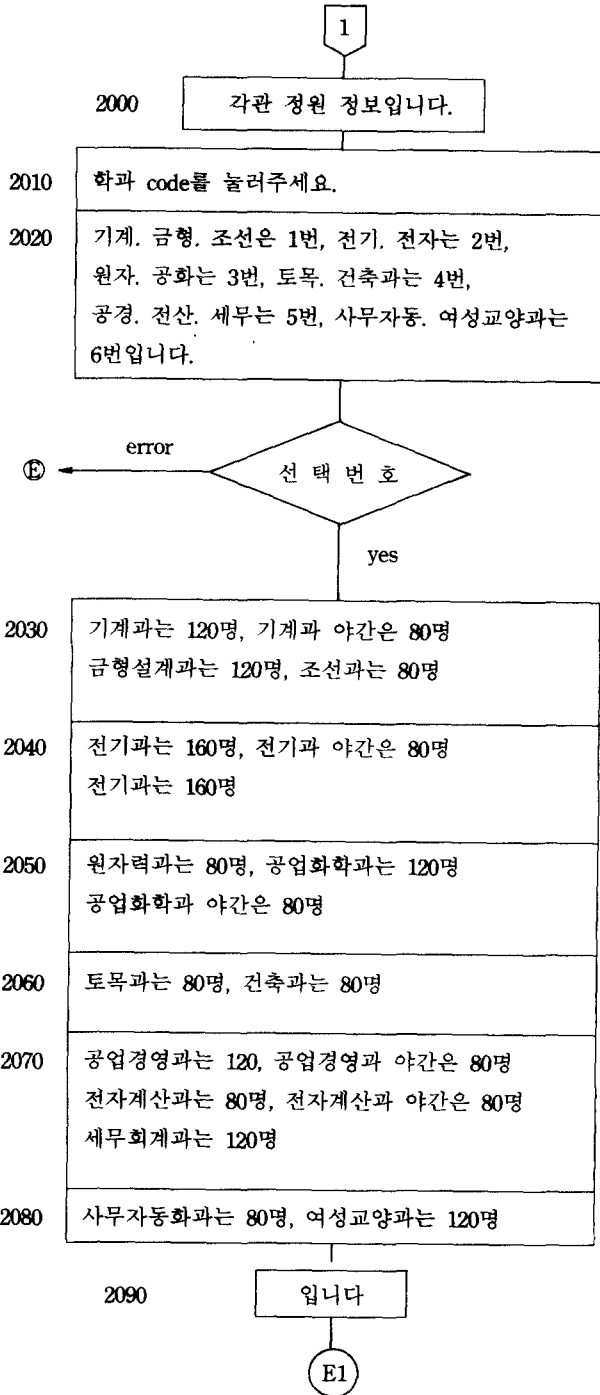 1
2000 각관 정원 정보입니다.
2010 학과 code를 눌러주세요.
2020 기계. 금형. 조선은 1번, 전기. 전자는 2번,
원자. 공화는 3번, 토목. 건축과는 4번,
공경. 전산. 세무는 5번, 사무자동. 여성교양과는
6번입니다.
error
E
선 택 번 호
yes
2030 기계과는 120명, 기계과 야간은 80명
금형설계과는 120명, 조선과는 80명
2040 전기과는 160명, 전기과 야간은 80명
전기과는 160명
2050 원자력과는 80명, 공업화학과는 120명
공업화학과 야간은 80명
2060 토목과는 80명, 건축과는 80명
2070 공업경영과는 120, 공업경영과 야간은 80명
전자계산과는 80명, 전자계산과 야간은 80명
세무회계과는 120명
2080 사무자동화과는 80명, 여성교양과는 120명
2090 입니다
E1